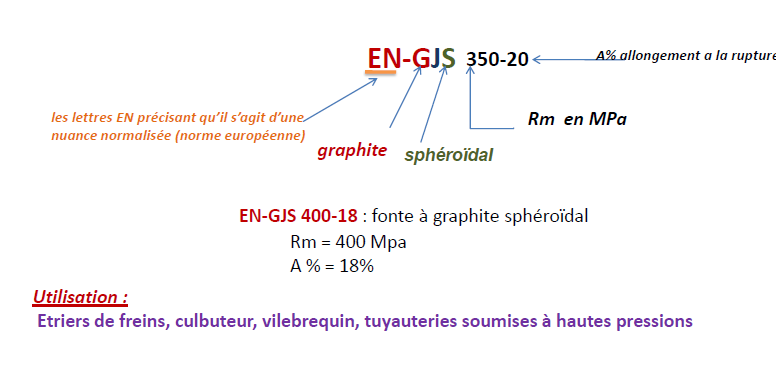 EN-GJS 350-20
A% allongement a la rupture
les lettres EN précisant qu’il s’agit d’une
nuance normalisée (norme européenne)
Rm en MPa
graphite
sphéroïdal
EN-GJS 400-18 : fonte à graphite sphéroïdal
Rm = 400 Mpa
A % = 18%
Utilisation :
Etriers de freins, culbuteur, vilebrequin, tuyauteries soumises à hautes pressions